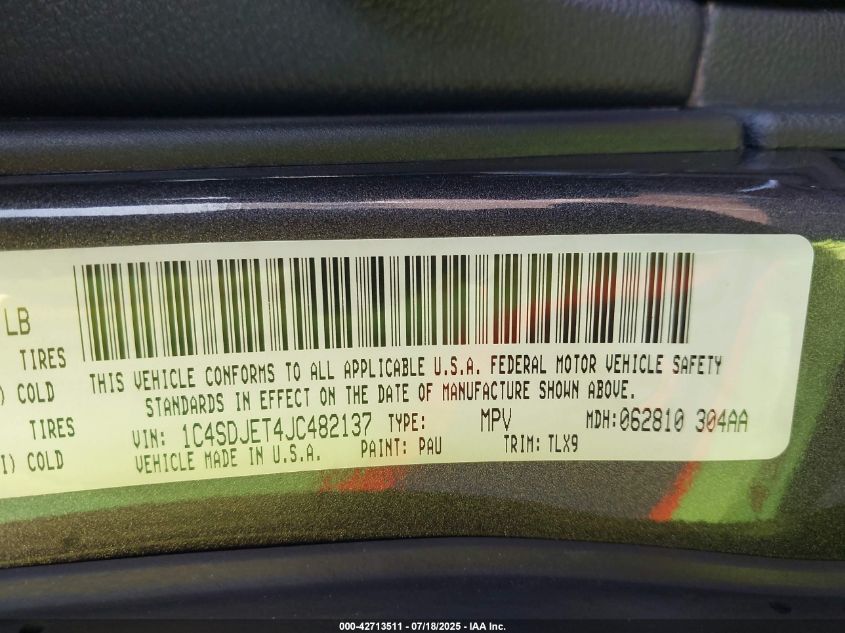 LB
TIRES
) COLD
TIRES
I) COLD
THIS VEHICLE CONFORMS TO ALL APPLICABLE U.S.A. FEDERAL MOTOR VEHICLE SAFETY
STANDARDS IN EFFECT ON THE DATE OF MANUFACTURE SHOWN ABOVE.
VIN: 1C4SDJET4JC482137 TYPE: MPV MDH:062810 304AA
VEHICLE MADE IN U.S.A. PAINT: PAU TRIM: TLX9
000-42713511 / 07/18/2025 - IAA Inc.